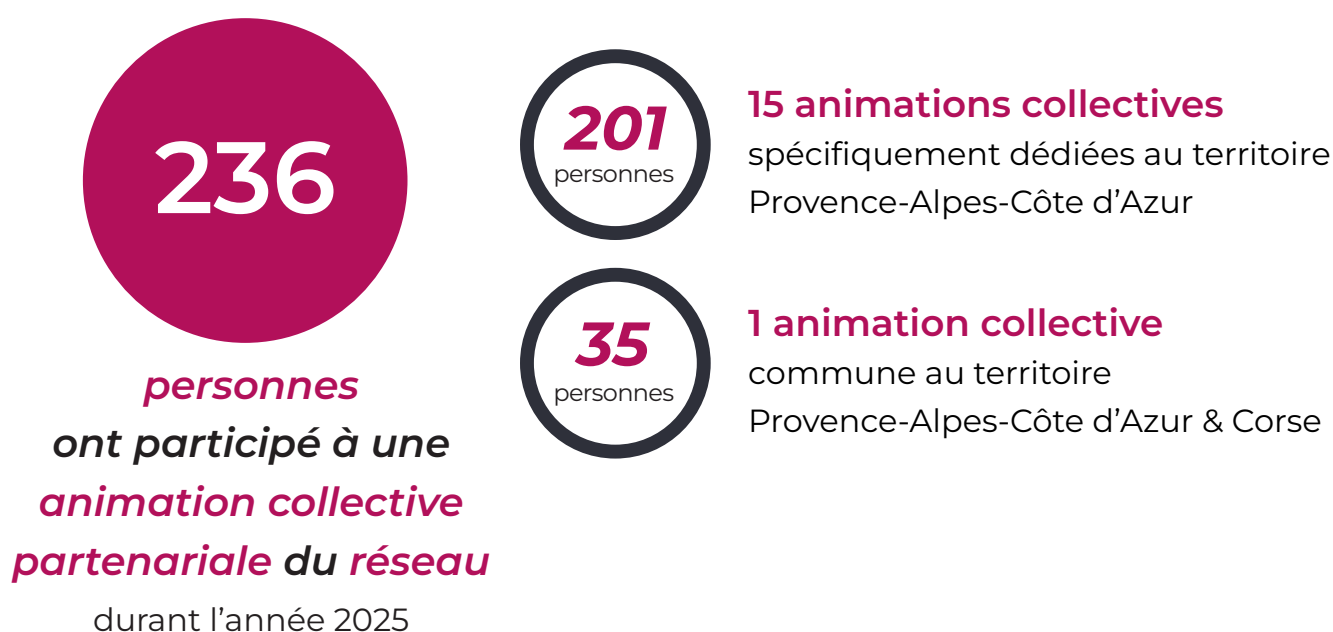 236
personnes
ont participé à une
animation collective
partenariale du réseau
durant l'année 2025
201
personnes
15 animations collectives
spécifiquement dédiées au territoire
Provence-Alpes-Côte d'Azur
35
personnes
1 animation collective
commune au territoire
Provence-Alpes-Côte d'Azur & Corse